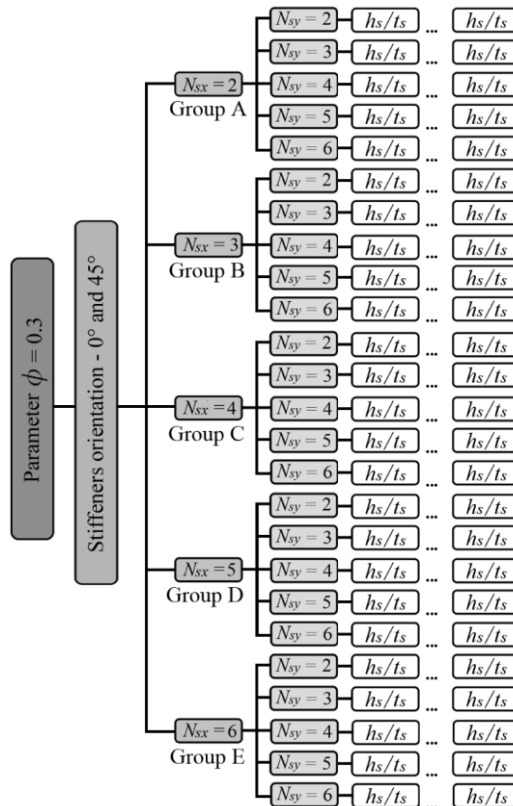 Parameter ϕ = 0.3
Stiffeners orientation - 0° and 45°
Nsx = 2
Group A
Nsy = 2 hs/ts ... hs/ts
Nsy = 3 hs/ts ... hs/ts
Nsy = 4 hs/ts ... hs/ts
Nsy = 5 hs/ts ... hs/ts
Nsy = 6 hs/ts ... hs/ts
Nsx = 3
Group B
Nsy = 2 hs/ts ... hs/ts
Nsy = 3 hs/ts ... hs/ts
Nsy = 4 hs/ts ... hs/ts
Nsy = 5 hs/ts ... hs/ts
Nsy = 6 hs/ts ... hs/ts
Nsx = 4
Group C
Nsy = 2 hs/ts ... hs/ts
Nsy = 3 hs/ts ... hs/ts
Nsy = 4 hs/ts ... hs/ts
Nsy = 5 hs/ts ... hs/ts
Nsy = 6 hs/ts ... hs/ts
Nsx = 5
Group D
Nsy = 2 hs/ts ... hs/ts
Nsy = 3 hs/ts ... hs/ts
Nsy = 4 hs/ts ... hs/ts
Nsy = 5 hs/ts ... hs/ts
Nsy = 6 hs/ts ... hs/ts
Nsx = 6
Group E
Nsy = 2 hs/ts ... hs/ts
Nsy = 3 hs/ts ... hs/ts
Nsy = 4 hs/ts ... hs/ts
Nsy = 5 hs/ts ... hs/ts
Nsy = 6 hs/ts ... hs/ts